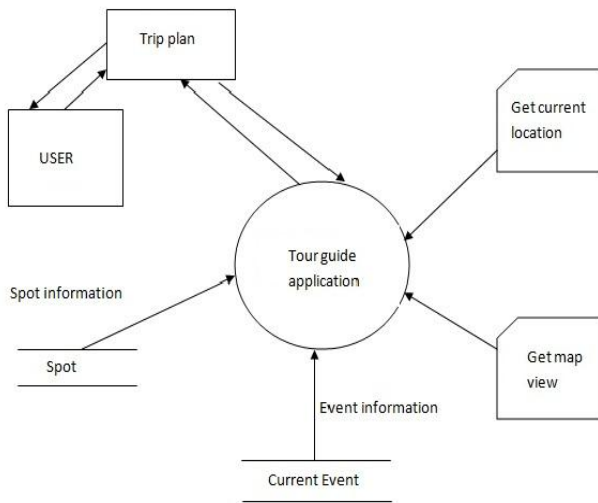 Trip plan
USER
Get current
location
Tour guide
application
Spot information
Spot
Get map
view
Event information
Current Event